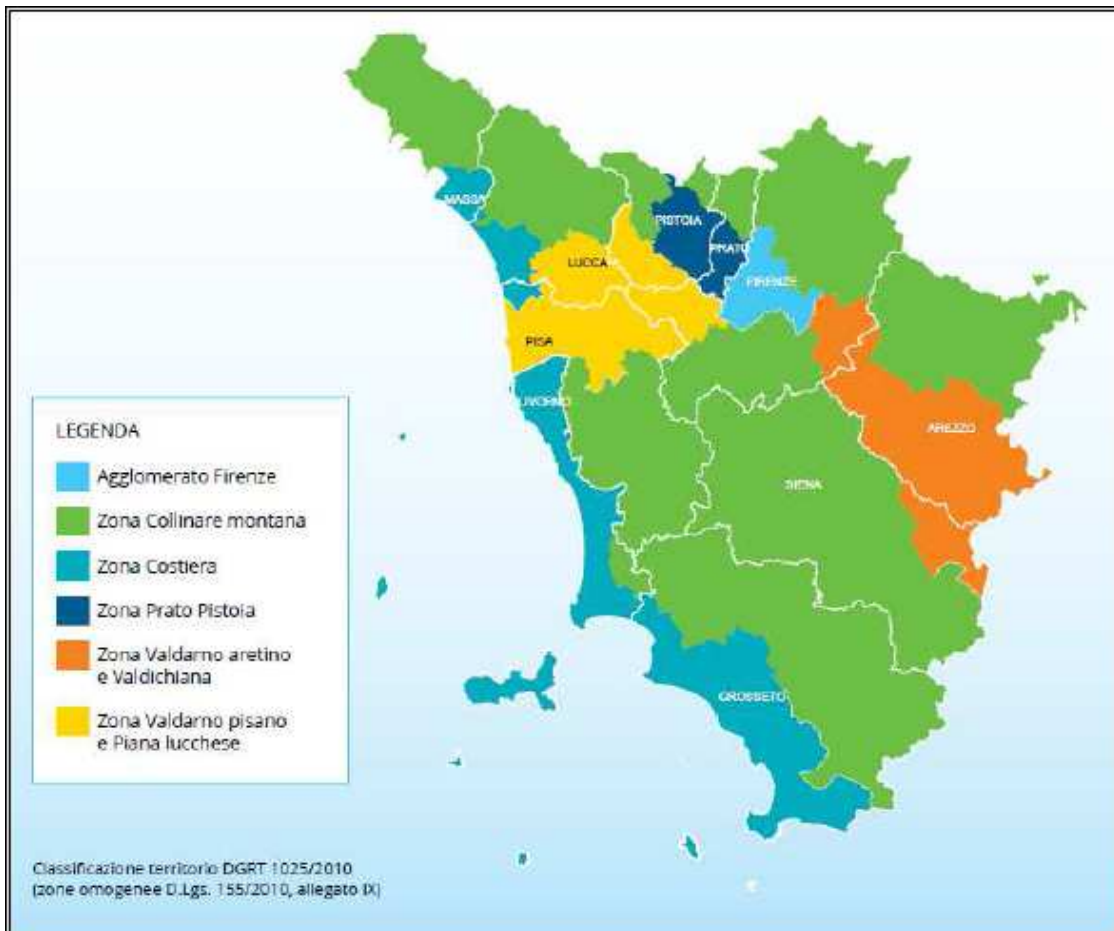 MASSA
PISTOIA
PRATO
LUCCA
FIRENZE
PISA
LIVORNO
AREZZO
SIENA
GROSSETO
LEGENDA
Agglomerato Firenze
Zona Collinare montana
Zona Costiera
Zona Prato Pistoia
Zona Valdarno aretino
e Valdichiana
Zona Valdarno pisano
e Piana lucchese
Classificazione territorio DGRT 1025/2010
(zone omogenee D.Lgs. 155/2010, allegato IX)